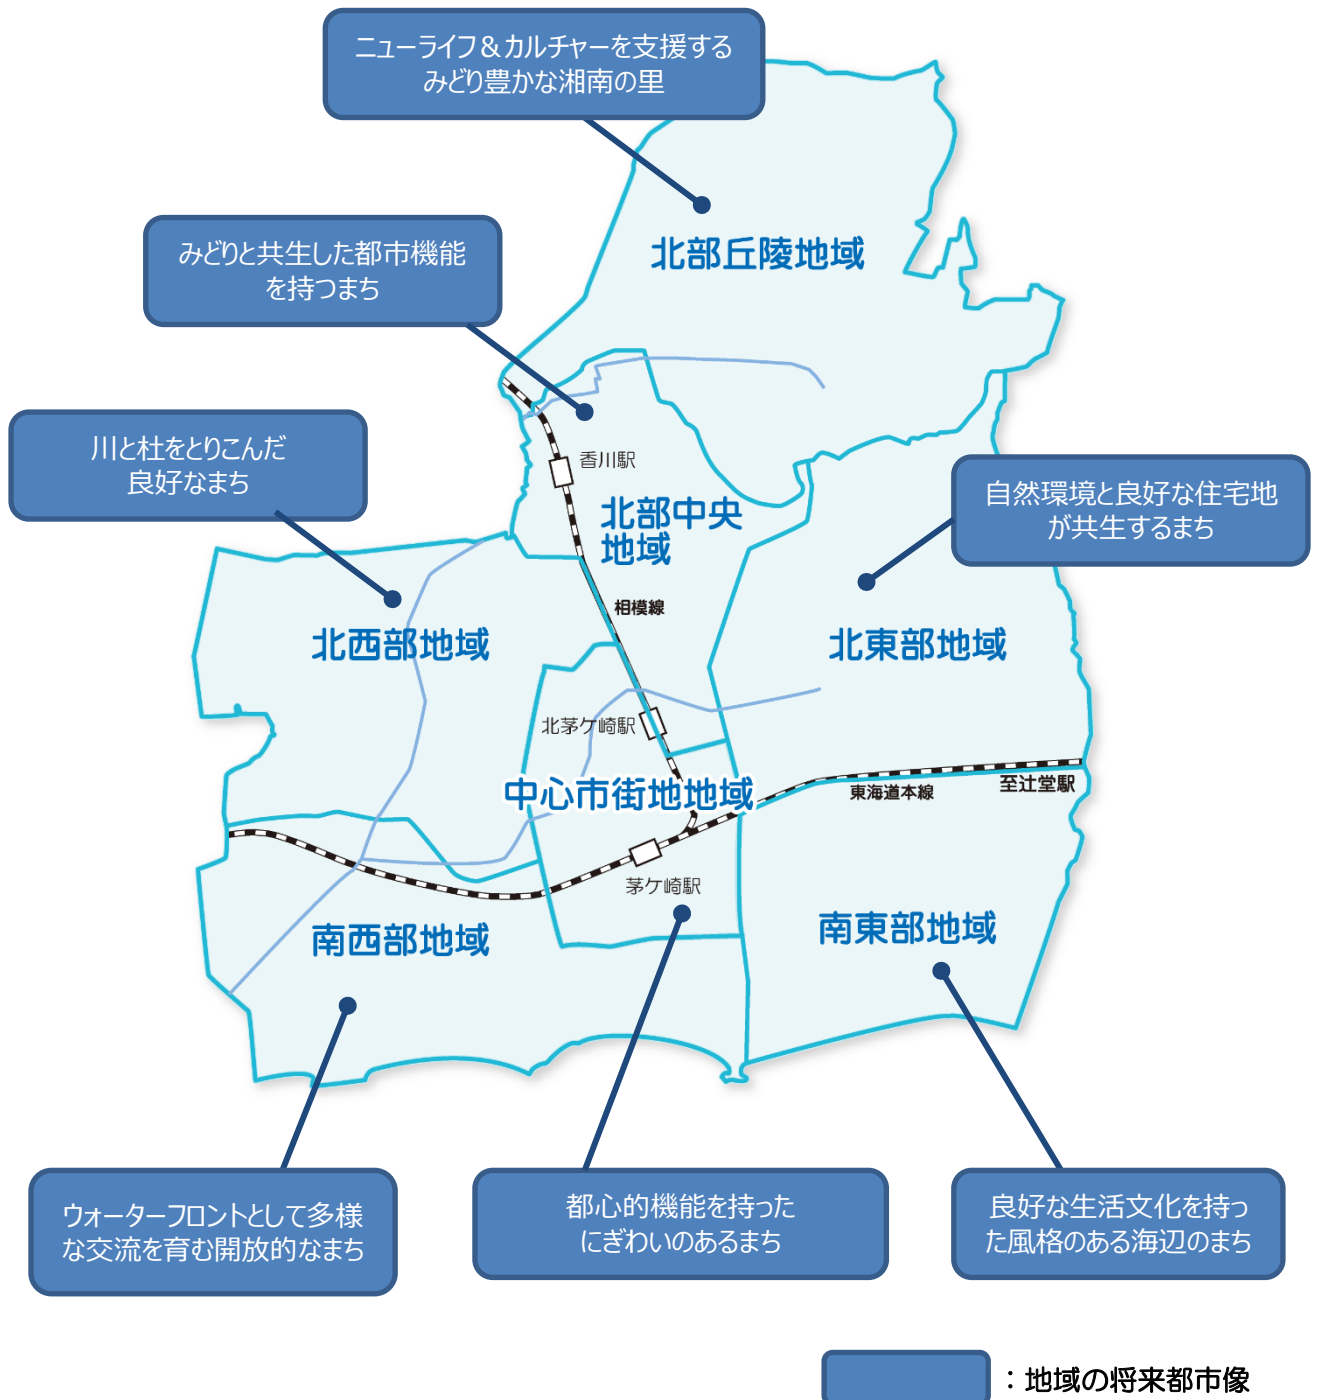 ニューライフ＆カルチャーを支援する
みどり豊かな湘南の里
北部丘陵地域
みどりと共生した都市機能
を持つまち
川と杜をとりこんだ
良好なまち
香川駅
自然環境と良好な住宅地
が共生するまち
北部中央
地域
相模線
北西部地域
北東部地域
北茅ケ崎駅
中心市街地地域
東海道本線
至辻堂駅
茅ケ崎駅
南西部地域
南東部地域
ウォーターフロントとして多様
な交流を育む開放的なまち
都心的機能を持った
にぎわいのあるまち
良好な生活文化を持っ
た風格のある海辺のまち
：地域の将来都市像